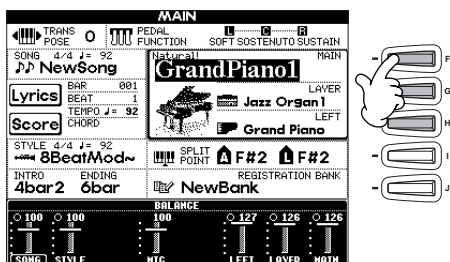 MAIN
TRANSPOSE 0
PEDAL FUNCTION
L C R
SOFT SOSTENUTO SUSTAIN
SONG 4/4 ♩= 92
NewSong
BAR 001
BEAT 1
TEMPO ♩= 92
CHORD
Lyrics
Score
Natural! MAIN
GrandPiano1
LAYER
Jazz Organ1
LEFT
Grand Piano
STYLE 4/4 ♩= 92
8BeatMod~
SPLIT POINT A F#2 L F#2
INTRO ENDING
4bar2 6bar
REGISTRATION BANK
NewBank
BALANCE
100 100 100 127 126 126
SONG STYLE MIC LEFT LAYER MAIN
F
G
H
I
J